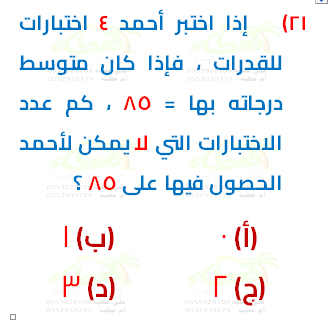 ٢١) إذا اختبر أحمد ٤ اختبارات
للقدرات ، فإذا كان متوسط
درجاته بها = ٨٥ ، كم عدد
الاختبارات التي لا يمكن لأحمد
الحصول فيها على ٨٥ ؟
(أ) ٠ (ب) ١
(ج) ٢ (د) ٣